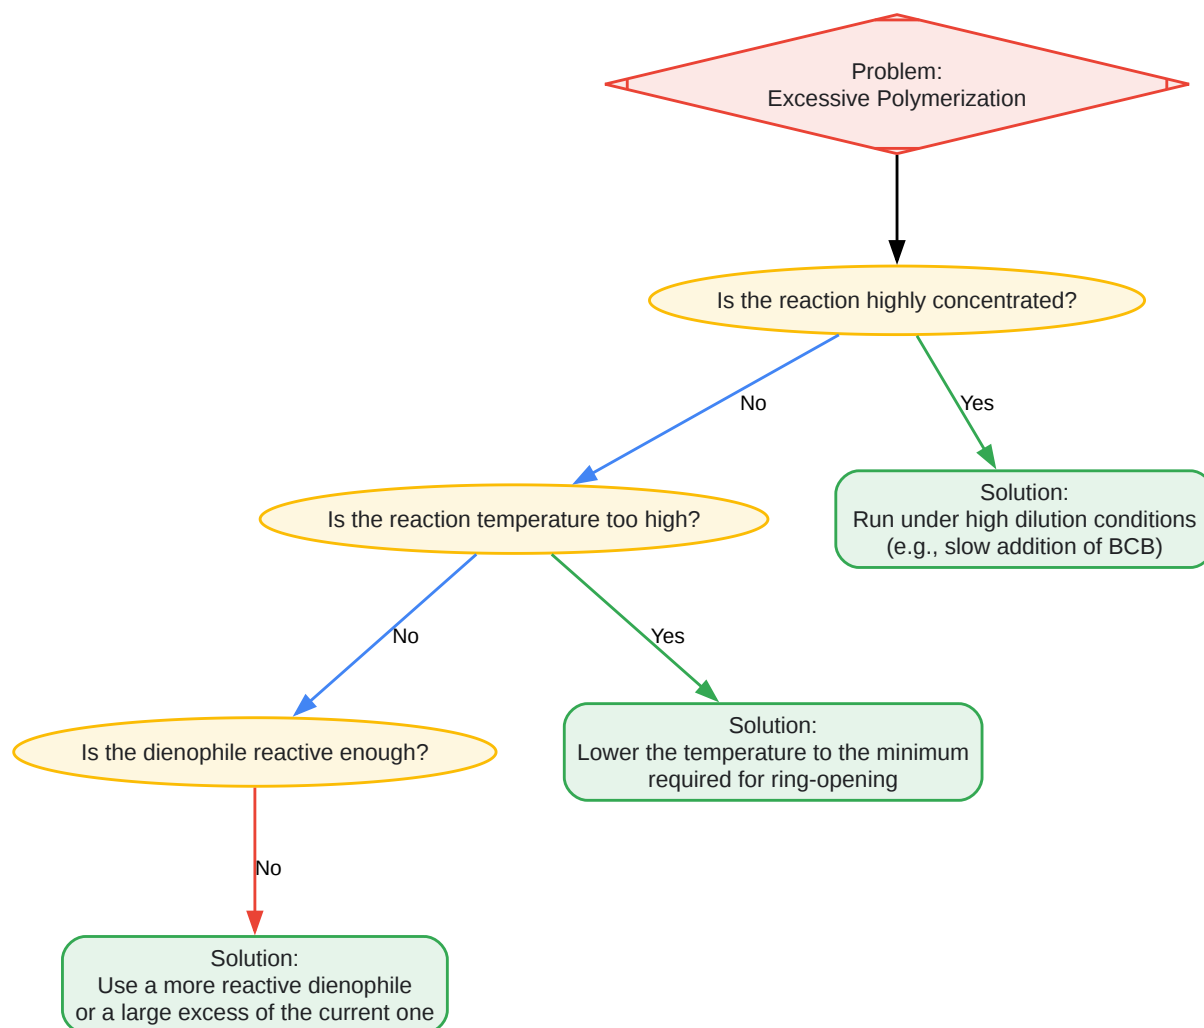 Problem:
Excessive Polymerization
Is the reaction highly concentrated?
No
Yes
Solution:
Run under high dilution conditions
(e.g., slow addition of BCB)
Is the reaction temperature too high?
No
Yes
Solution:
Lower the temperature to the minimum
required for ring-opening
Is the dienophile reactive enough?
No
Solution:
Use a more reactive dienophile
or a large excess of the current one